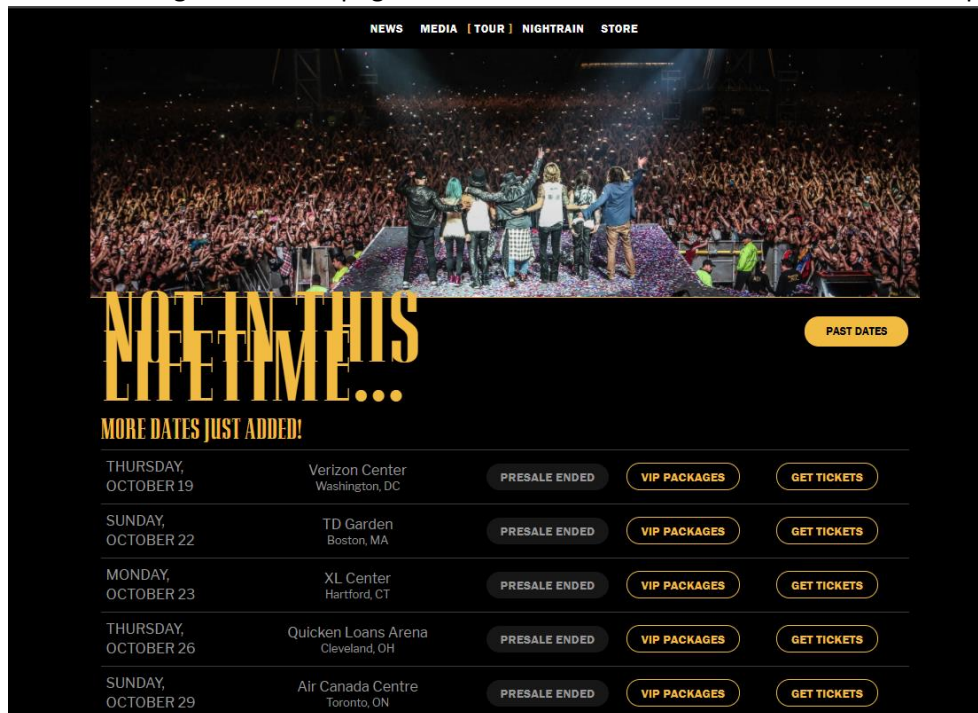 NEWS MEDIA [ TOUR ] NIGHTRAIN STORE
NOT IN THIS
LIFETIME...
PAST DATES
MORE DATES JUST ADDED!
THURSDAY,
OCTOBER 19
Verizon Center
Washington, DC
PRESALE ENDED
VIP PACKAGES
GET TICKETS
SUNDAY,
OCTOBER 22
TD Garden
Boston, MA
PRESALE ENDED
VIP PACKAGES
GET TICKETS
MONDAY,
OCTOBER 23
XL Center
Hartford, CT
PRESALE ENDED
VIP PACKAGES
GET TICKETS
THURSDAY,
OCTOBER 26
Quicken Loans Arena
Cleveland, OH
PRESALE ENDED
VIP PACKAGES
GET TICKETS
SUNDAY,
OCTOBER 29
Air Canada Centre
Toronto, ON
PRESALE ENDED
VIP PACKAGES
GET TICKETS